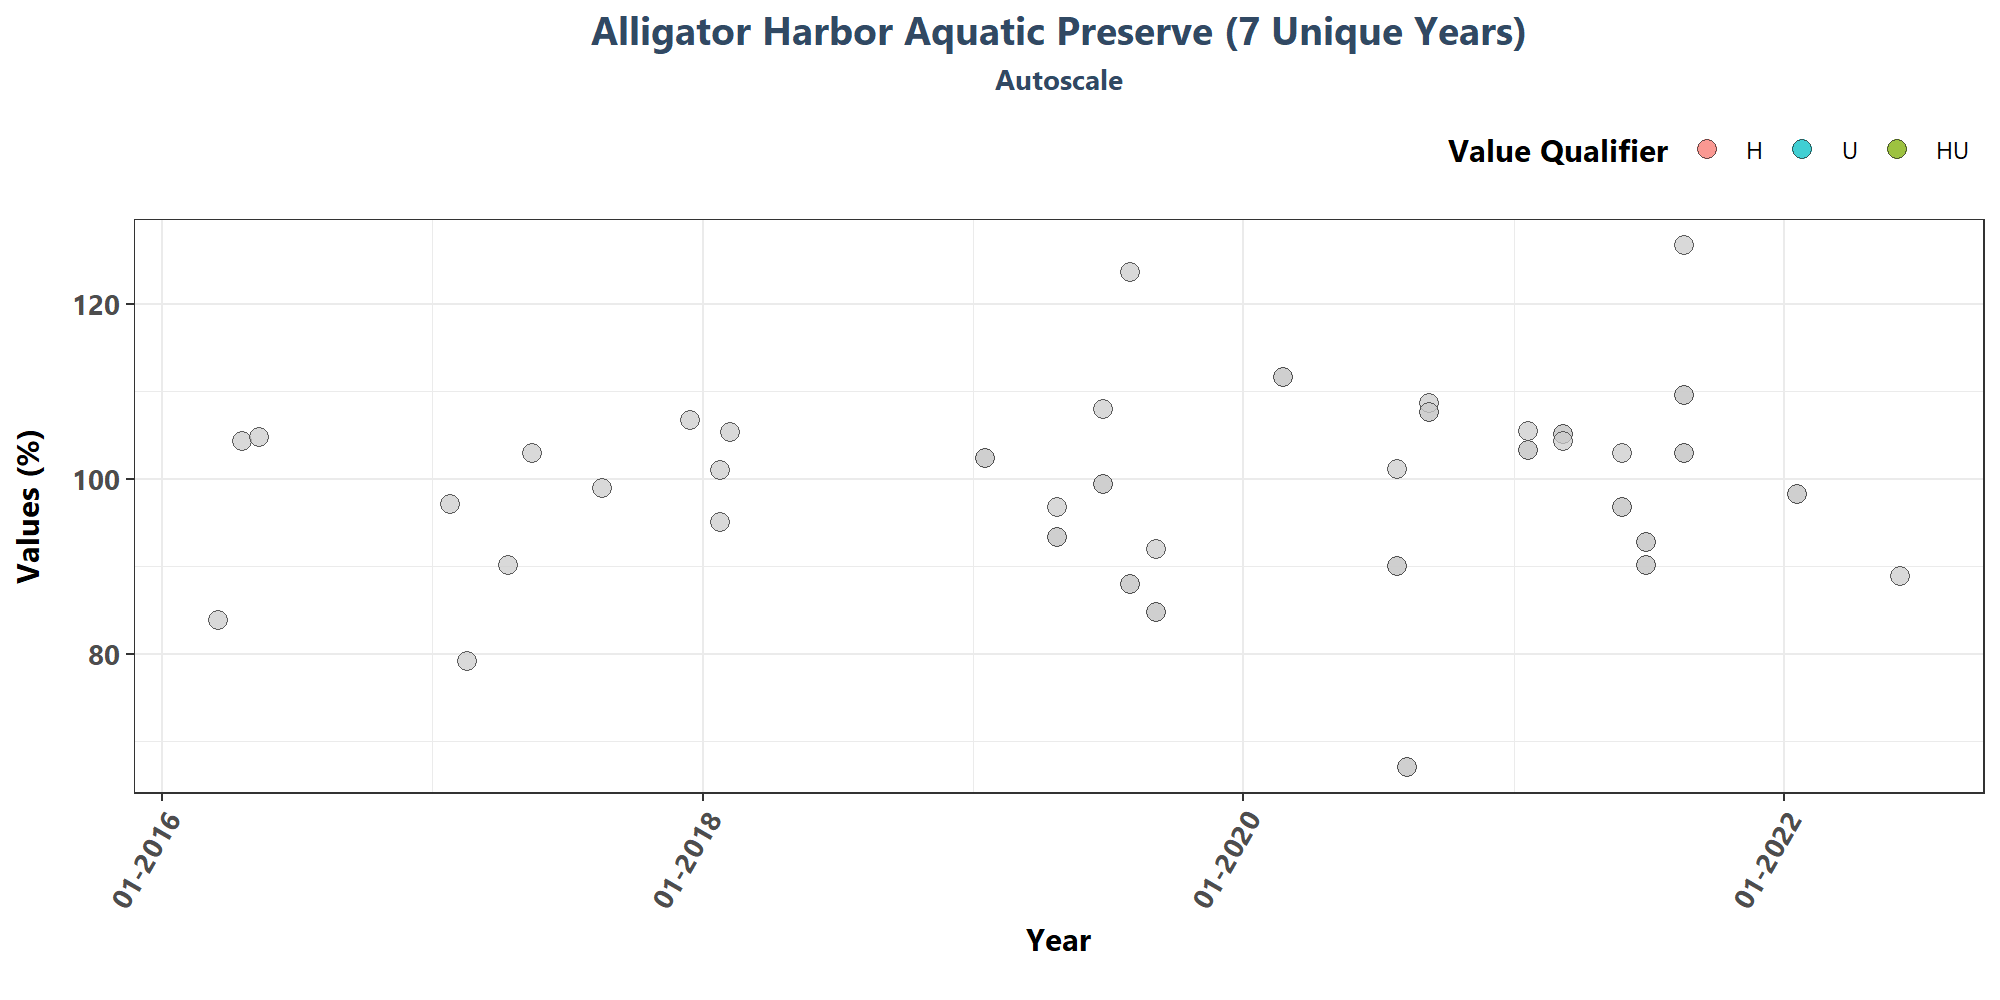 Alligator Harbor Aquatic Preserve (7 Unique Years)
Autoscale
Value Qualifier H U HU
120
100
80
Values (%)
01-2016 01-2018 01-2020 01-2022
Year